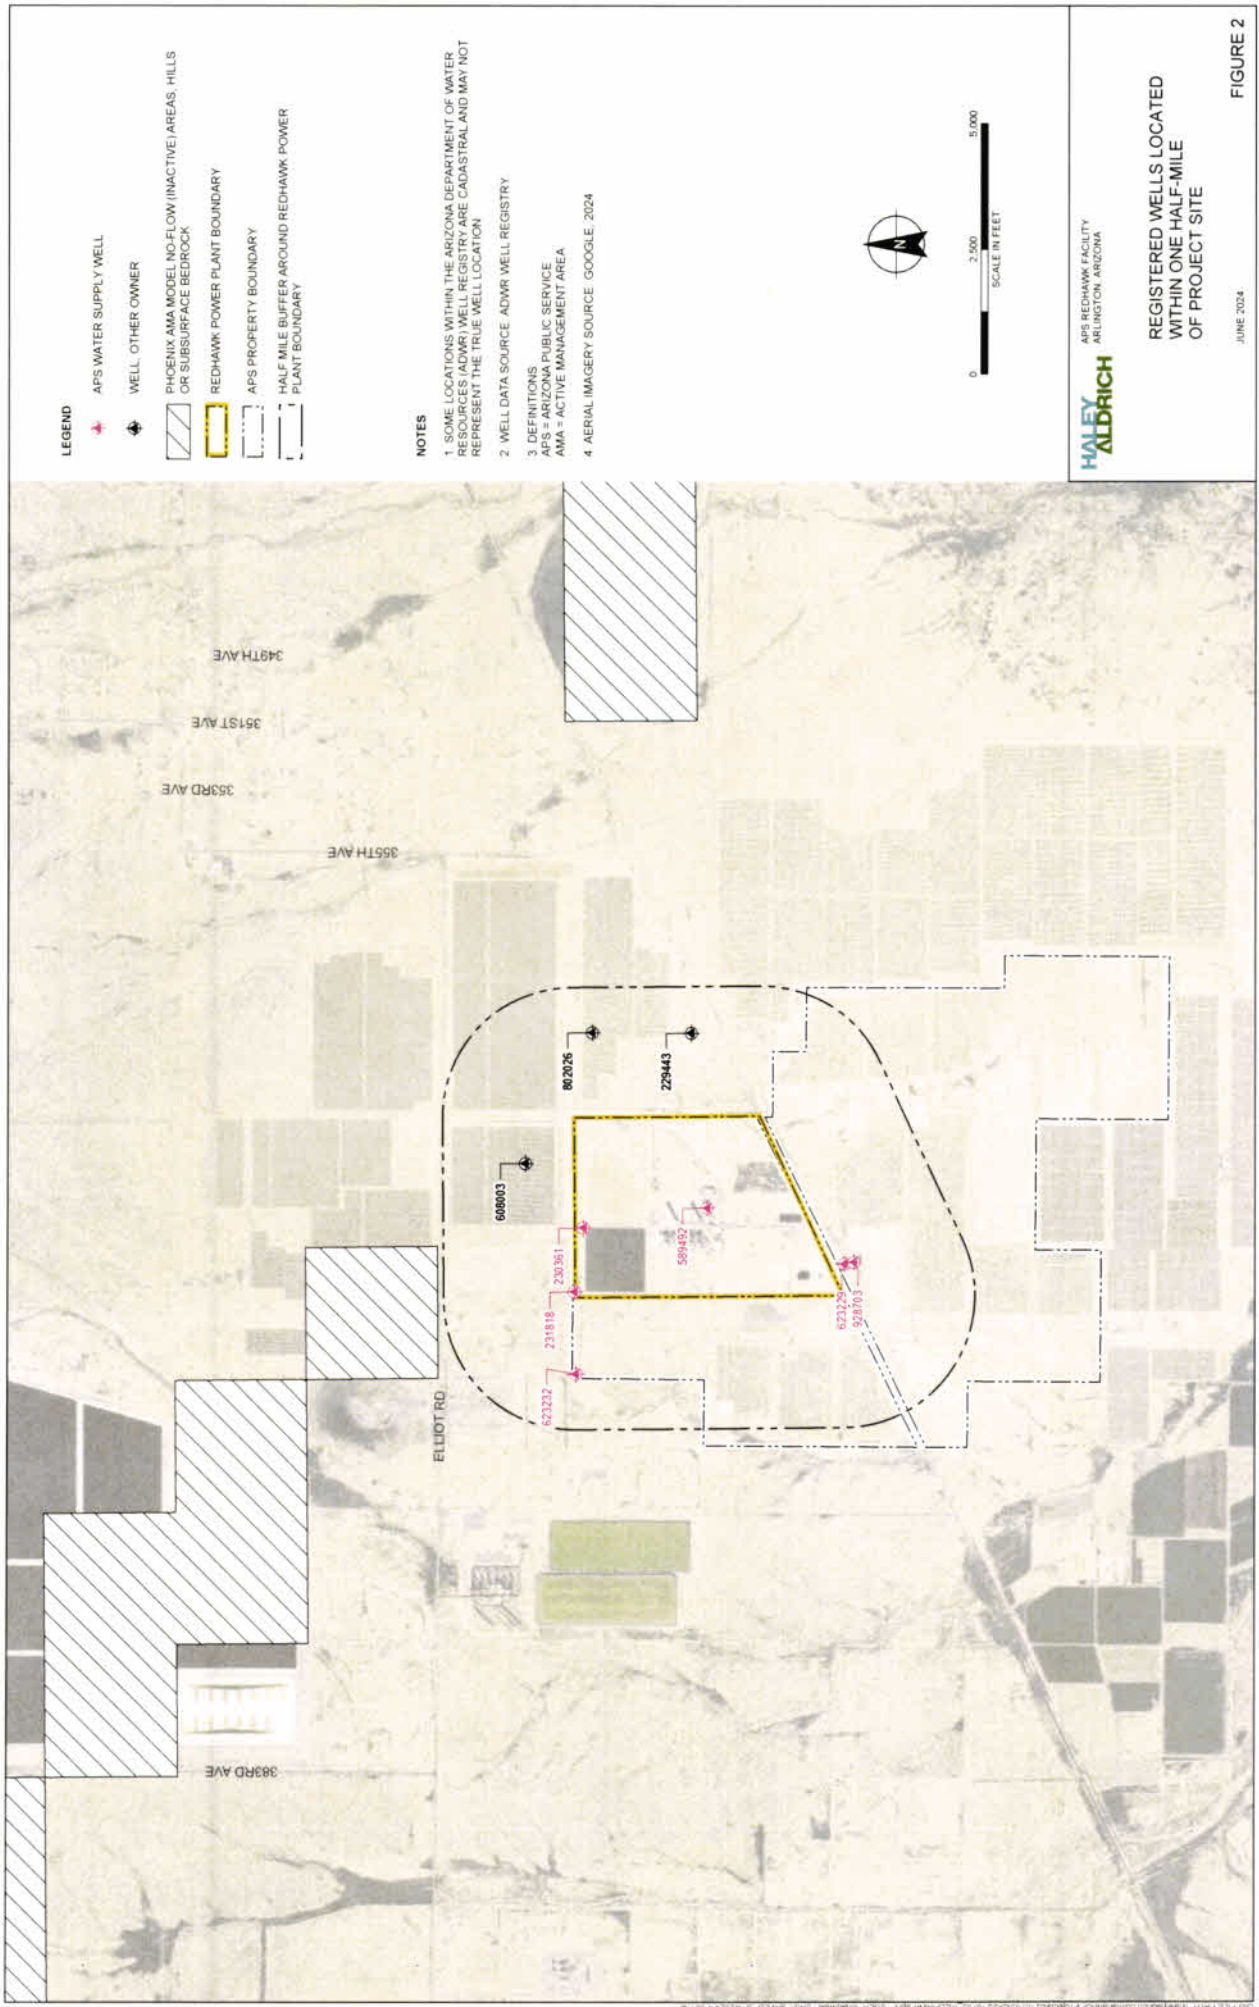 LEGEND
APS WATER SUPPLY WELL
WELL, OTHER OWNER
PHOENIX AMA MODEL NO-FLOW (INACTIVE) AREAS, HILLS
OR SUBSURFACE BEDROCK
REDHAWK POWER PLANT BOUNDARY
APS PROPERTY BOUNDARY
HALF MILE BUFFER AROUND REDHAWK POWER
PLANT BOUNDARY
NOTES
1 SOME LOCATIONS WITHIN THE ARIZONA DEPARTMENT OF WATER
RESOURCES (ADWR) WELL REGISTRY ARE CADASTRAL AND MAY NOT
REPRESENT THE TRUE WELL LOCATION
2 WELL DATA SOURCE ADWR WELL REGISTRY
3 DEFINITIONS
APS = ARIZONA PUBLIC SERVICE
AMA = ACTIVE MANAGEMENT AREA
4 AERIAL IMAGERY SOURCE GOOGLE, 2024
N
0 2,500 5,000
SCALE IN FEET
HALEY
ALDRICH
APS REDHAWK FACILITY
ARLINGTON ARIZONA
REGISTERED WELLS LOCATED
WITHIN ONE HALF-MILE
OF PROJECT SITE
JUNE 2024
FIGURE 2
383RD AVE
355TH AVE
353RD AVE
351ST AVE
349TH AVE
ELLIOT RD
608003
802026
229443
623232
231818
230361
589492
623229
928703